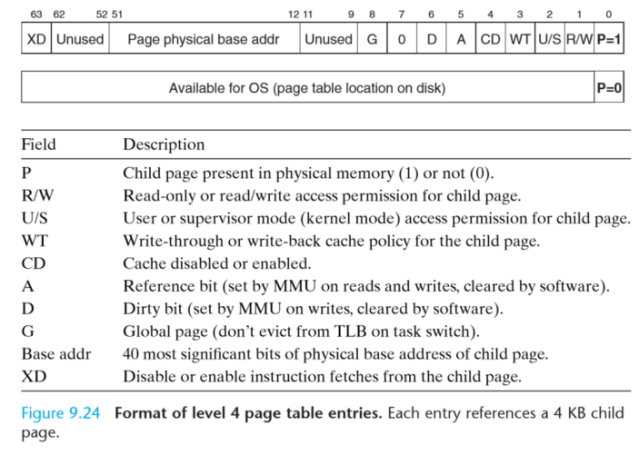 63 62 52 51 12 11 9 8 7 6 5 4 3 2 1 0
XD Unused Page physical base addr Unused G 0 D A CD WT U/S R/W P=1
Available for OS (page table location on disk) P=0
Field Description
P Child page present in physical memory (1) or not (0).
R/W Read-only or read/write access permission for child page.
U/S User or supervisor mode (kernel mode) access permission for child page.
WT Write-through or write-back cache policy for the child page.
CD Cache disabled or enabled.
A Reference bit (set by MMU on reads and writes, cleared by software).
D Dirty bit (set by MMU on writes, cleared by software).
G Global page (don't evict from TLB on task switch).
Base addr 40 most significant bits of physical base address of child page.
XD Disable or enable instruction fetches from the child page.
Figure 9.24 Format of level 4 page table entries. Each entry references a 4 KB child
page.